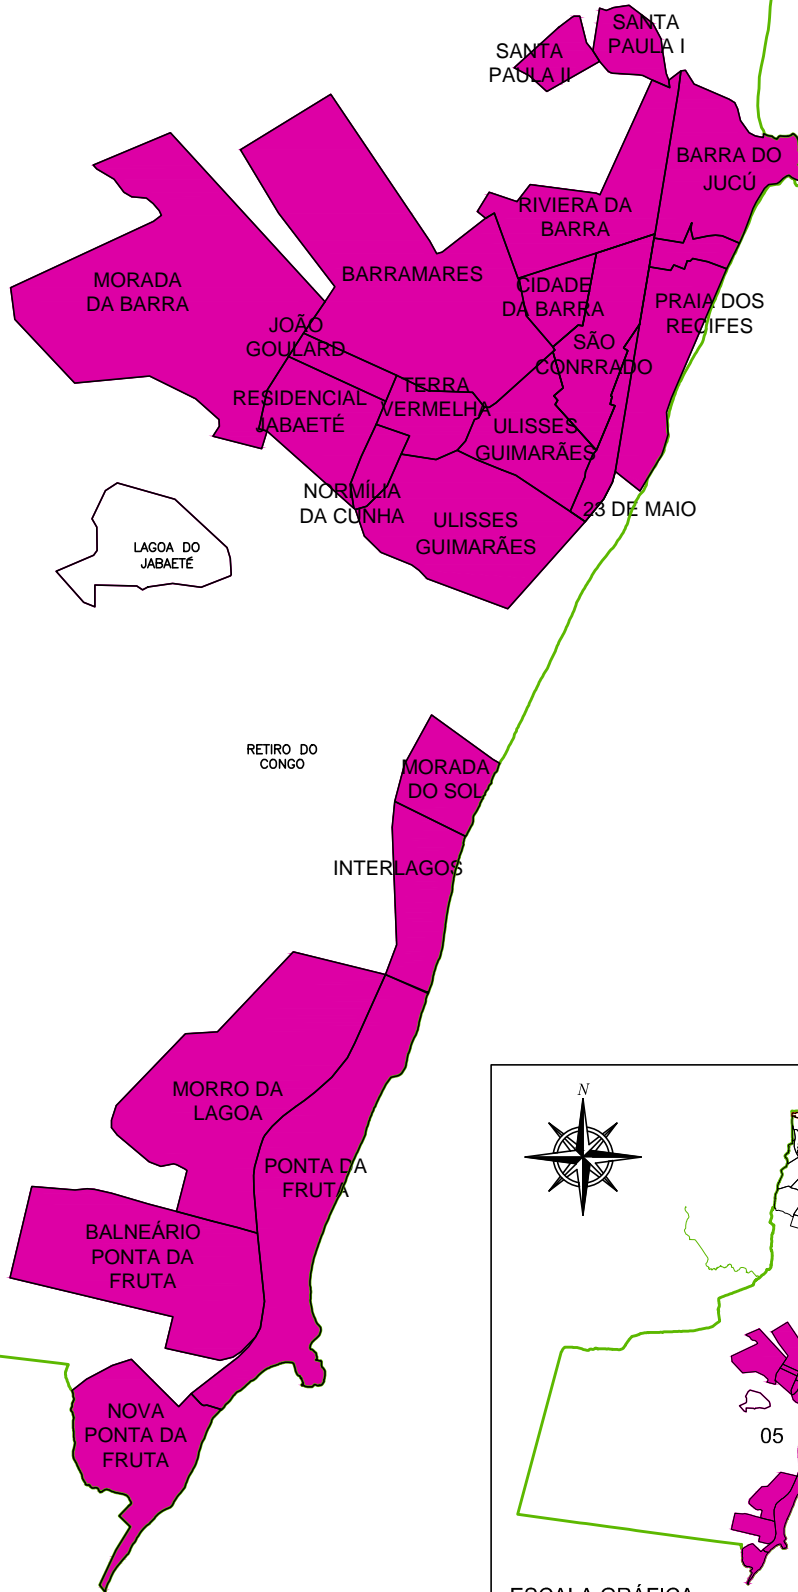 SANTA
PAULA I
SANTA
PAULA II
BARRA DO
JUCÚ
RIVIERA DA
BARRA
BARRAMARES
MORADA
DA BARRA
CIDADE
DA BARRA
PRAIA DOS
RECIFES
JOÃO
GOULARD
SÃO
CONRRADO
TERRA
VERMELHA
RESIDENCIAL
JABAETÉ
ULISSES
GUIMARÃES
NORMÍLIA
DA CUNHA
23 DE MAIO
ULISSES
GUIMARÃES
LAGOA DO
JABAETÉ
RETIRO DO
CONGO
MORADA
DO SOL
INTERLAGOS
MORRO DA
LAGOA
PONTA DA
FRUTA
BALNEÁRIO
PONTA DA
FRUTA
NOVA
PONTA DA
FRUTA
N
05
ESCALA GRÁFICA